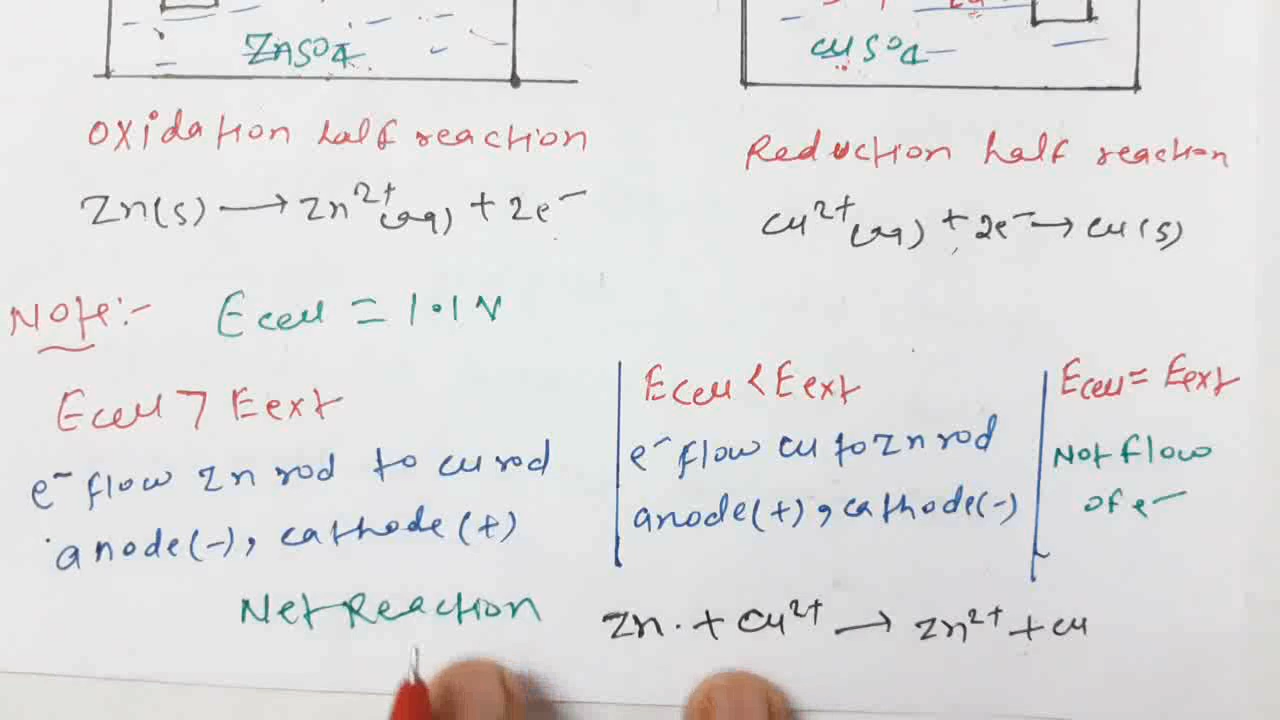 ZnSO4
CuSO4
Oxidation half reaction
Zn(s) ⟶ Zn²⁺(aq) + 2e⁻
Reduction half reaction
Cu²⁺(aq) + 2e⁻ ⟶ Cu(s)
Note:- Ecell = 1.1 V
Ecell > Eext
e⁻ flow Zn rod to Cu rod
anode(-), cathode(+)
Ecell < Eext
e⁻ flow Cu to Zn rod
anode(+), cathode(-)
Ecell = Eext
Not flow
of e⁻
Net Reaction Zn + Cu²⁺ ⟶ Zn²⁺ + Cu